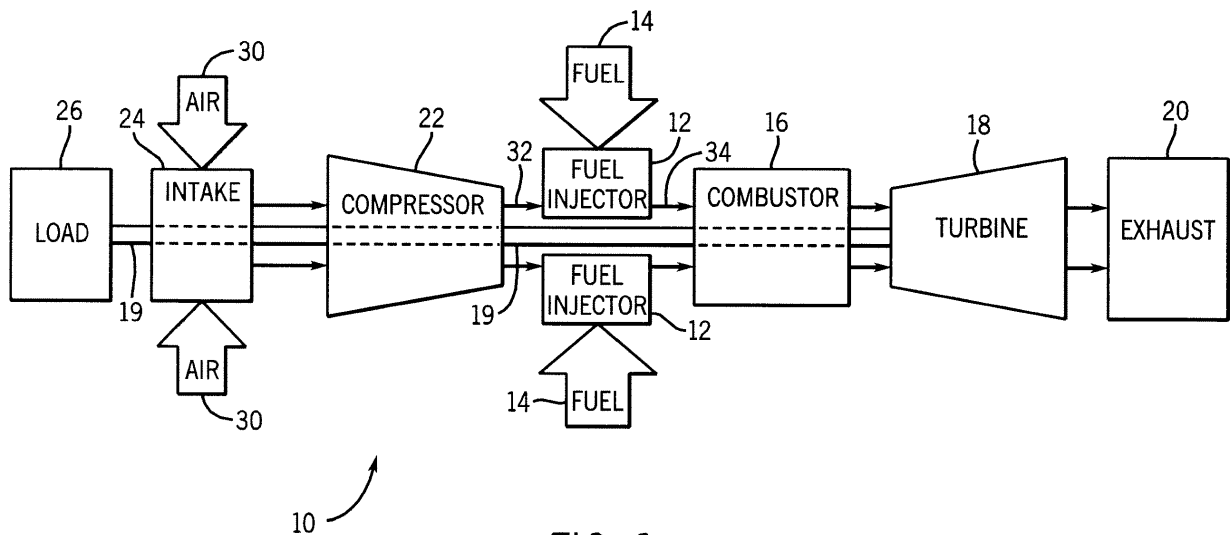 14
30
FUEL
AIR
26
24
22
12
16
18
20
32
34
INTAKE
FUEL
INJECTOR
COMPRESSOR
COMBUSTOR
LOAD
TURBINE
EXHAUST
FUEL
INJECTOR
19
19
12
AIR
14
FUEL
30
10